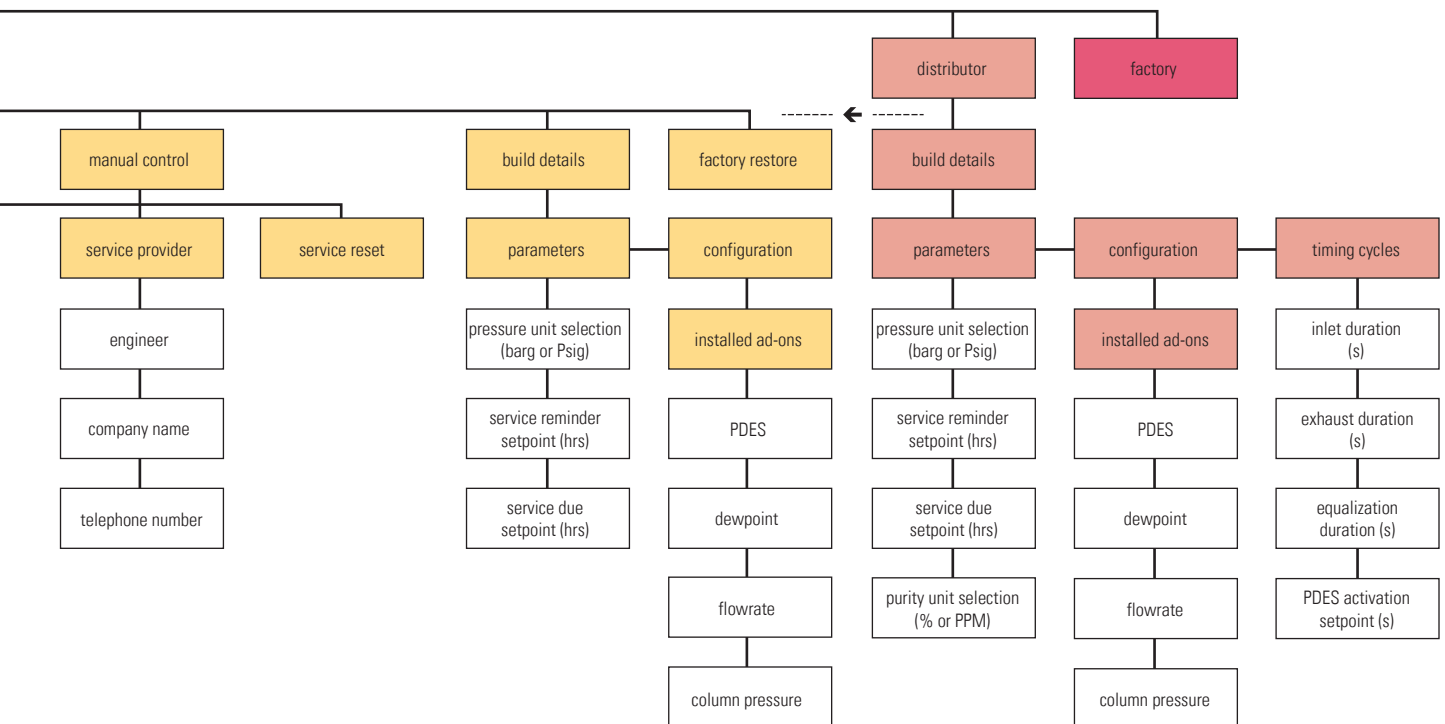 distributor
factory
manual control
build details
factory restore
build details
service provider
service reset
parameters
configuration
parameters
configuration
timing cycles
engineer
pressure unit selection
(barg or Psig)
installed ad-ons
pressure unit selection
(barg or Psig)
installed ad-ons
inlet duration
(s)
company name
service reminder
setpoint (hrs)
PDES
service reminder
setpoint (hrs)
PDES
exhaust duration
(s)
telephone number
service due
setpoint (hrs)
dewpoint
service due
setpoint (hrs)
dewpoint
equalization
duration (s)
flowrate
purity unit selection
(% or PPM)
flowrate
PDES activation
setpoint (s)
column pressure
column pressure